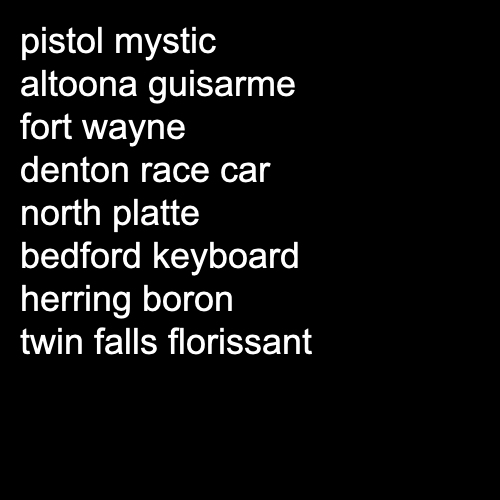 pistol mystic
altoona guisarme
fort wayne
denton race car
north platte
bedford keyboard
herring boron
twin falls florissant